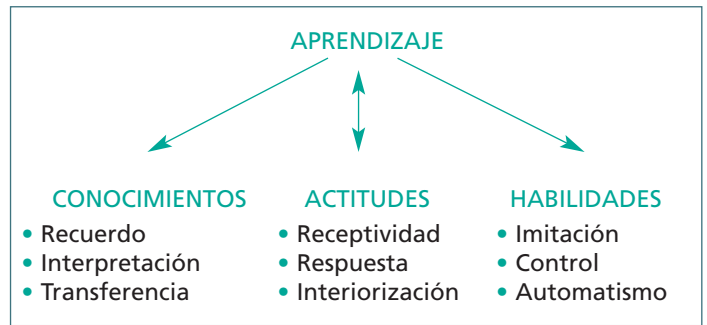 APRENDIZAJE
CONOCIMIENTOS
• Recuerdo
• Interpretación
• Transferencia
ACTITUDES
• Receptividad
• Respuesta
• Interiorización
HABILIDADES
• Imitación
• Control
• Automatismo